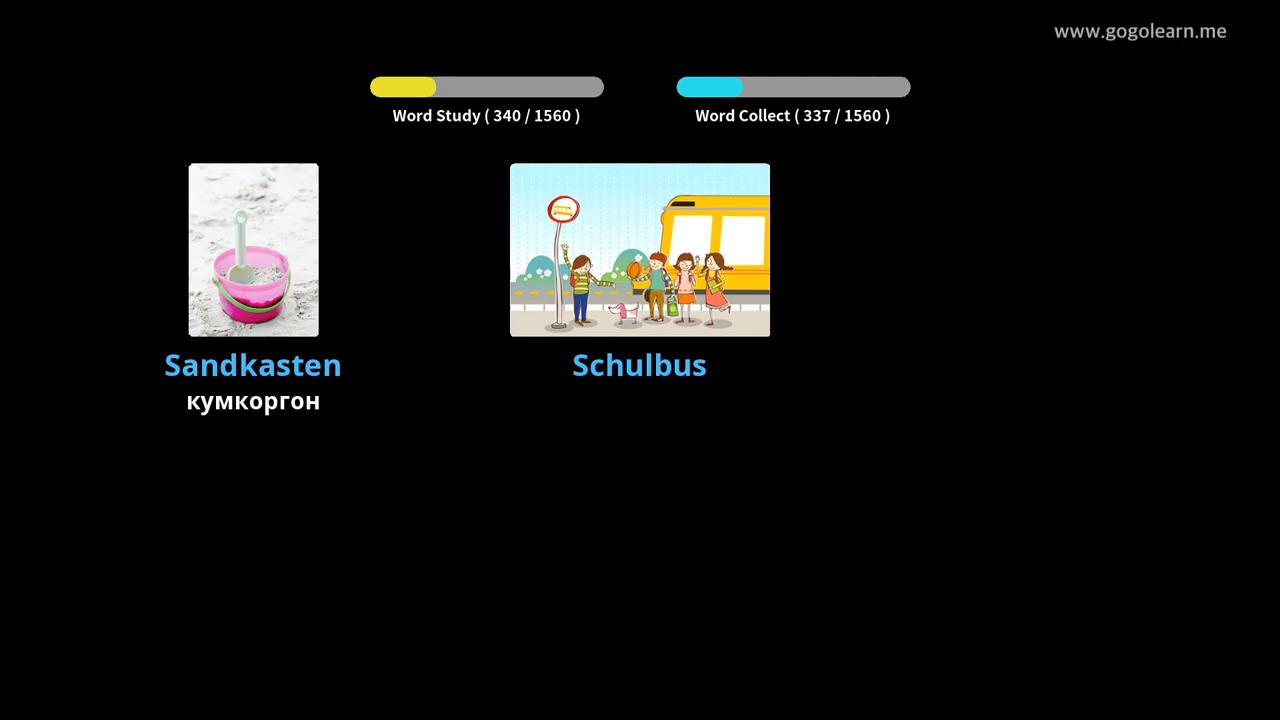 www.gogolearn.me
Word Study ( 340 / 1560 )
Word Collect ( 337 / 1560 )
Sandkasten
кумкоргон
Schulbus